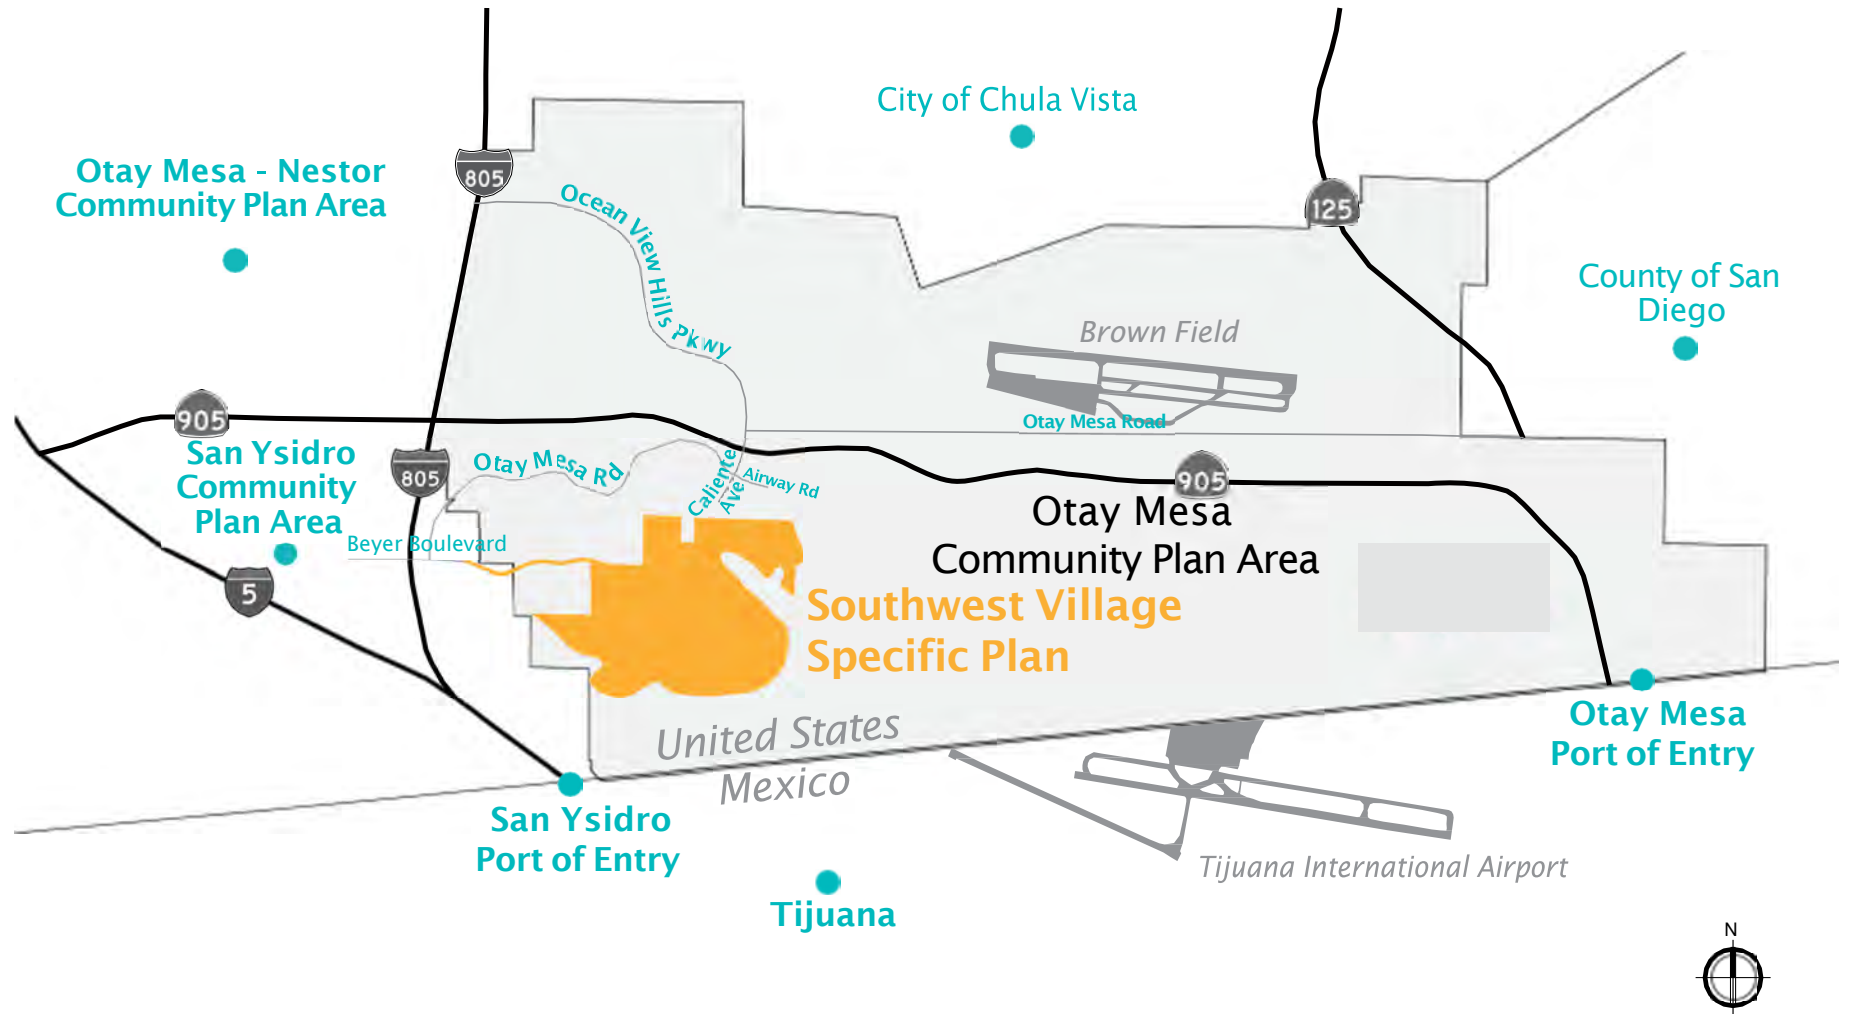 City of Chula Vista
Otay Mesa - Nestor
Community Plan Area
805
Ocean View Hills Pkwy
125
County of San
Diego
Brown Field
905
Otay Mesa Road
San Ysidro
Community
Plan Area
805
Otay Mesa Rd
Caliente
Ave
Airway Rd
905
Otay Mesa
Community Plan Area
Beyer Boulevard
5
Southwest Village
Specific Plan
United States
Mexico
Otay Mesa
Port of Entry
San Ysidro
Port of Entry
Tijuana International Airport
Tijuana
N